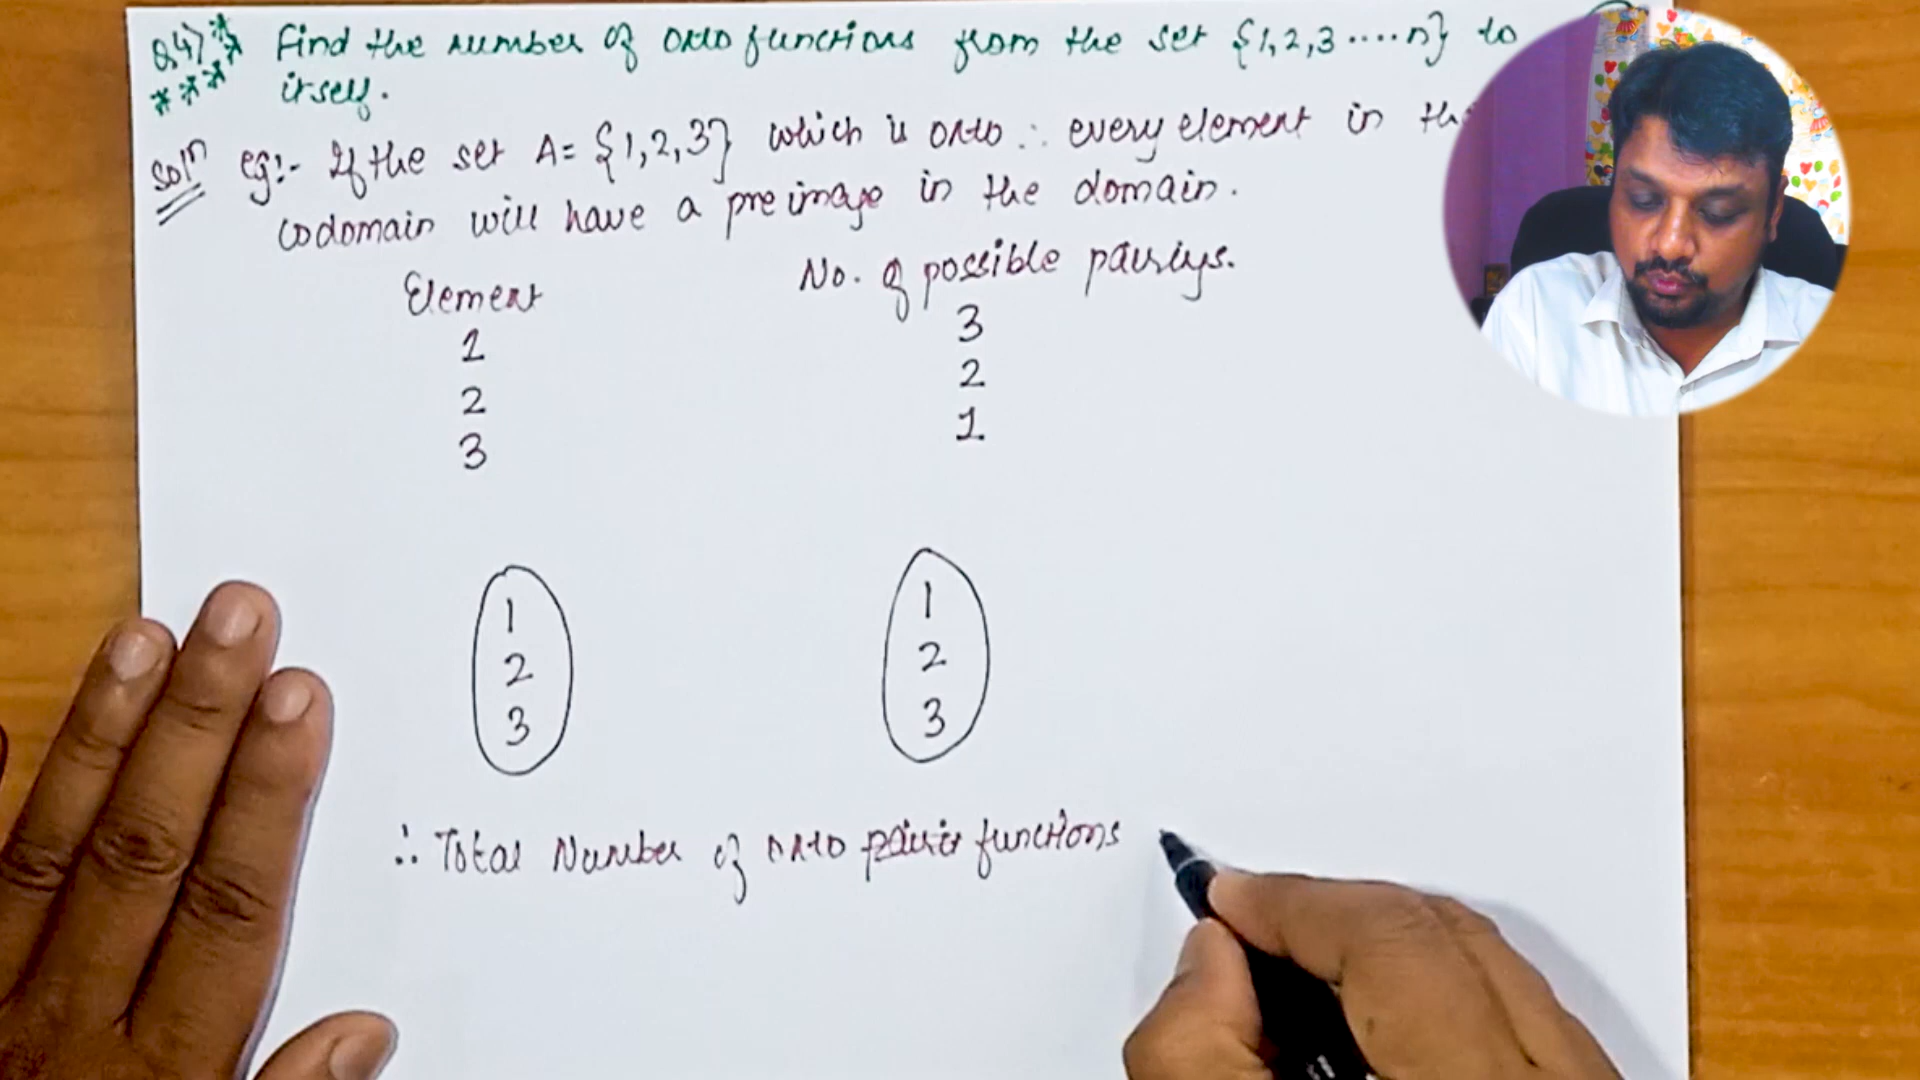 Q4) Find the number of onto functions from the set {1,2,3 ····n} to
itself.
Soln eg:- If the set A= {1,2,3} which is onto ∴ every element in the
codomain will have a pre image in the domain.
Element No. of possible pairings.
1 3
2 2
3 1
1 1
2 2
3 3
∴ Total Number of onto functions